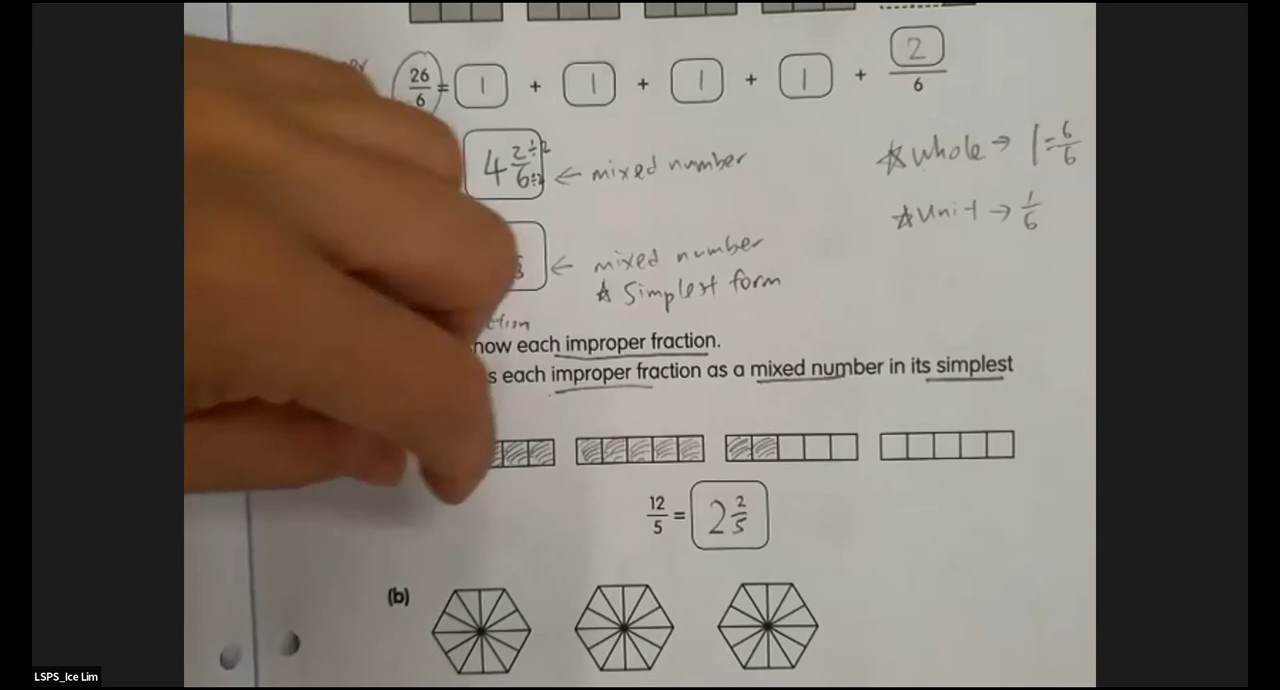 26/6 = 1 + 1 + 1 + 1 + 2/6
4 2÷2/6÷2 ← mixed number
☆ whole → 1 = 6/6
☆ unit → 1/6
← mixed number
☆ Simplest form
each improper fraction.
each improper fraction as a mixed number in its simplest
12/5 = 2 2/5
(b)
LSPS_Ice Lim